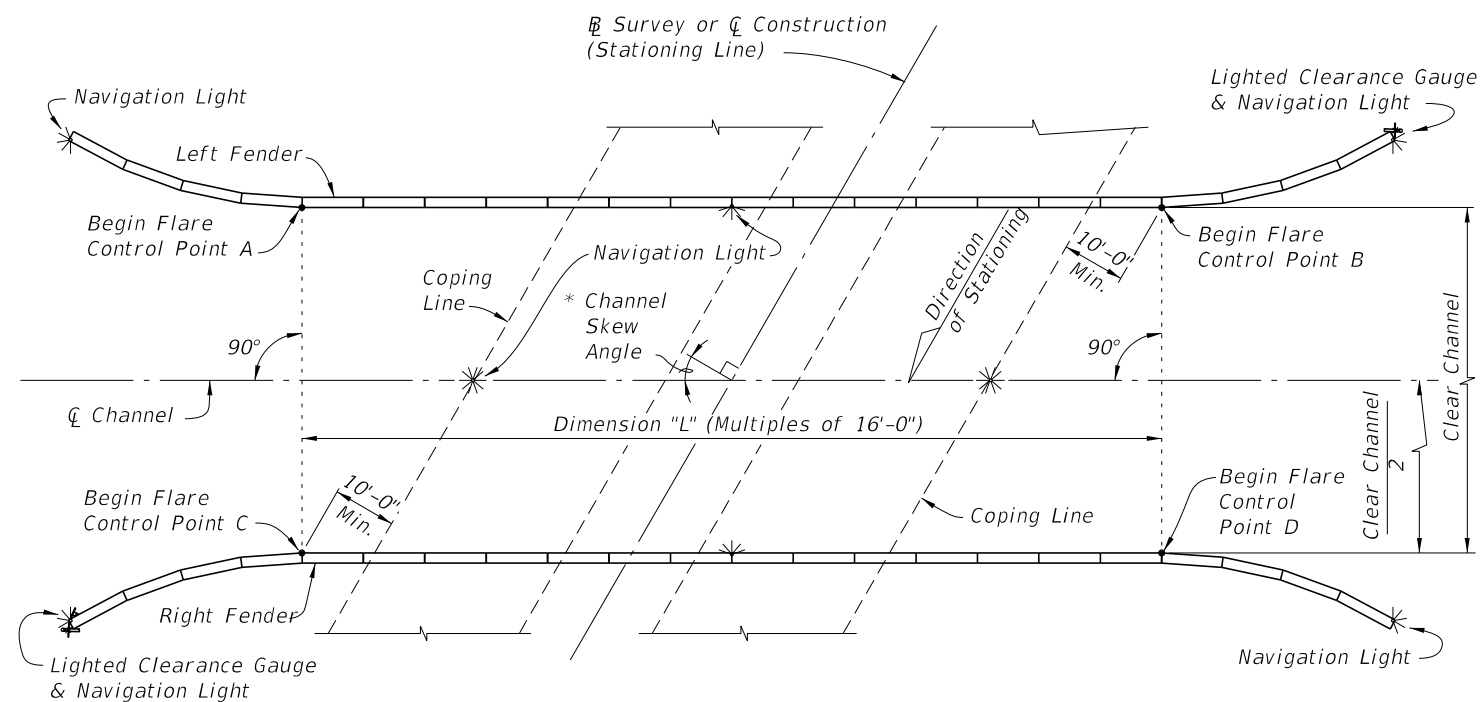 ℄ Survey or ℄ Construction
(Stationing Line)
Lighted Clearance Gauge
& Navigation Light
Navigation Light
Left Fender
Begin Flare
Control Point A
Navigation Light
Coping
Line
* Channel
Skew
Angle
Direction
of Stationing
10'-0"
Min.
Begin Flare
Control Point B
90°
90°
℄ Channel
Dimension "L" (Multiples of 16'-0")
Clear Channel
Clear Channel
2
Begin Flare
Control Point C
10'-0"
Min.
Coping Line
Begin Flare
Control
Point D
Right Fender
Lighted Clearance Gauge
& Navigation Light
Navigation Light